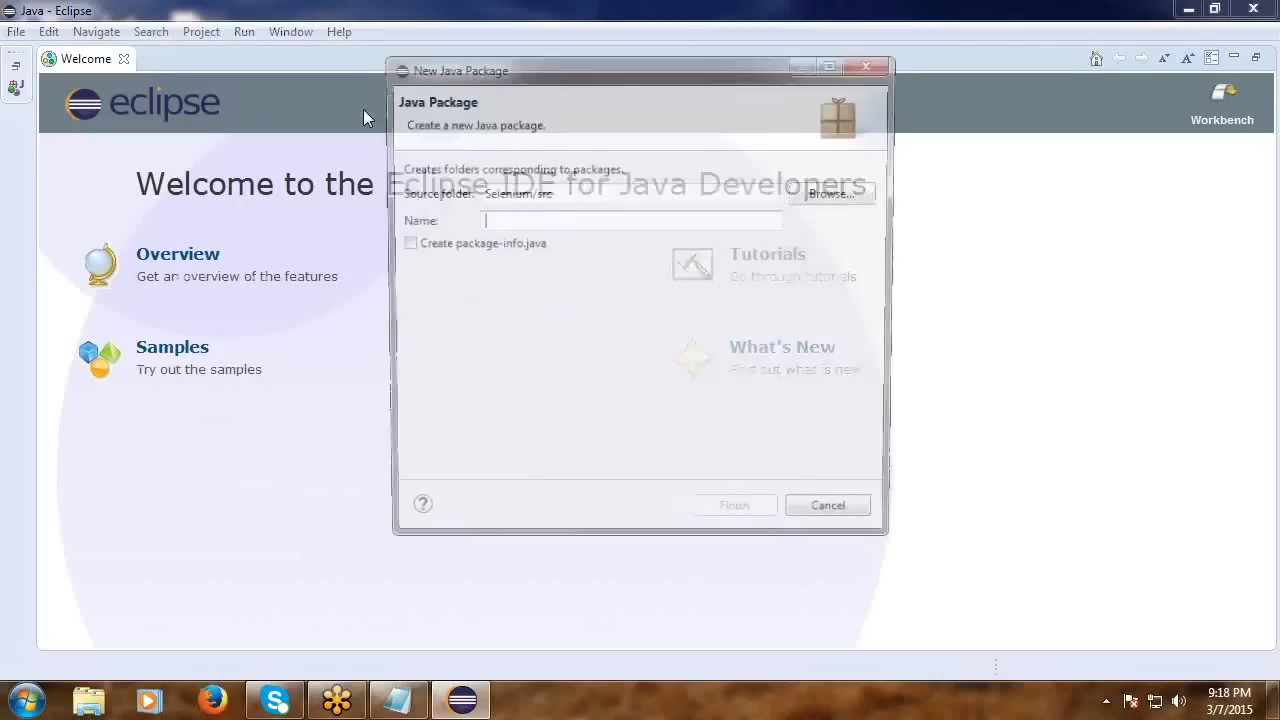 Java - Eclipse
File Edit Navigate Search Project Run Window Help
Welcome
eclipse
Workbench
New Java Package
Java Package
Create a new Java package.
Creates folders corresponding to packages.
Welcome to the Eclipse IDE for Java Developers
Source folder: Selenium/src Browse...
Name:
Create package-info.java
Overview
Get an overview of the features
Tutorials
Go through tutorials
Samples
Try out the samples
What's New
Find out what is new
? Finish Cancel
9:18 PM
3/7/2015